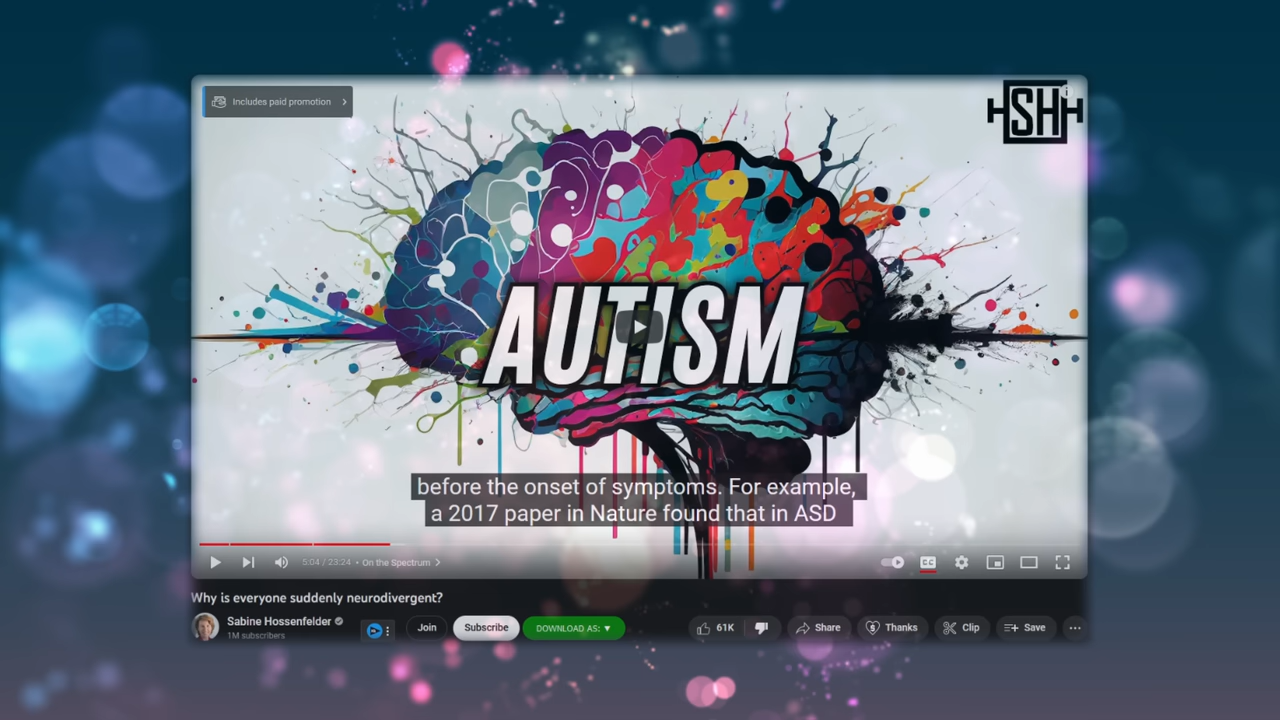 Includes paid promotion
SH
AUTISM
before the onset of symptoms. For example,
a 2017 paper in Nature found that in ASD
5:04 / 23:24 • On the Spectrum
CC
Why is everyone suddenly neurodivergent?
Sabine Hossenfelder
1M subscribers
Join
Subscribe
DOWNLOAD AS: ▼
61K
Share
Thanks
Clip
Save